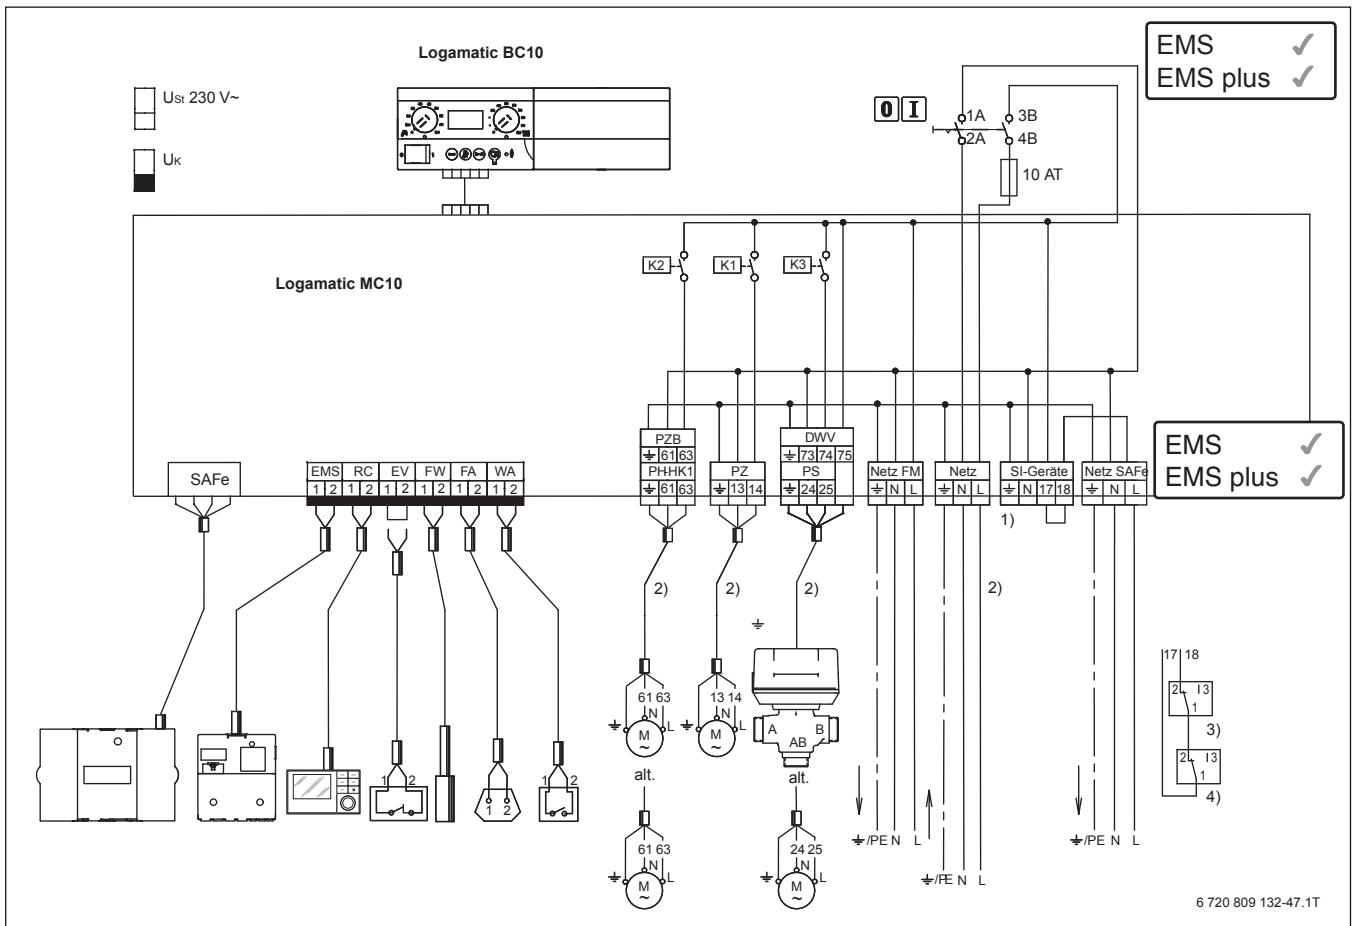 Logamatic BC10
EMS ✓
EMS plus ✓
USt 230 V~
UK
0 I
1A 3B
2A 4B
10 AT
K2 K1 K3
Logamatic MC10
EMS ✓
EMS plus ✓
SAFe
EMS RC EV FW FA WA
1 2 1 2 1 2 1 2 1 2 1 2
PZB
61 63
PHHK1
61 63
PZ
13 14
DWV
73 74 75
PS
24 25
Netz FM
N L
Netz
N L
SI-Geräte
N 17 18
Netz SAFe
N L
1)
2) 2) 2) 2)
61 63
N
L
M
~
13 14
N
L
M
~
A B
AB
alt. alt.
17 18
2 I 3
1
3)
2 I 3
1
4)
1 2
1 2
1 2
61 63
N
L
M
~
24 25
N
L
M
~
/PE N L
/PE N L
/PE N L
6 720 809 132-47.1T